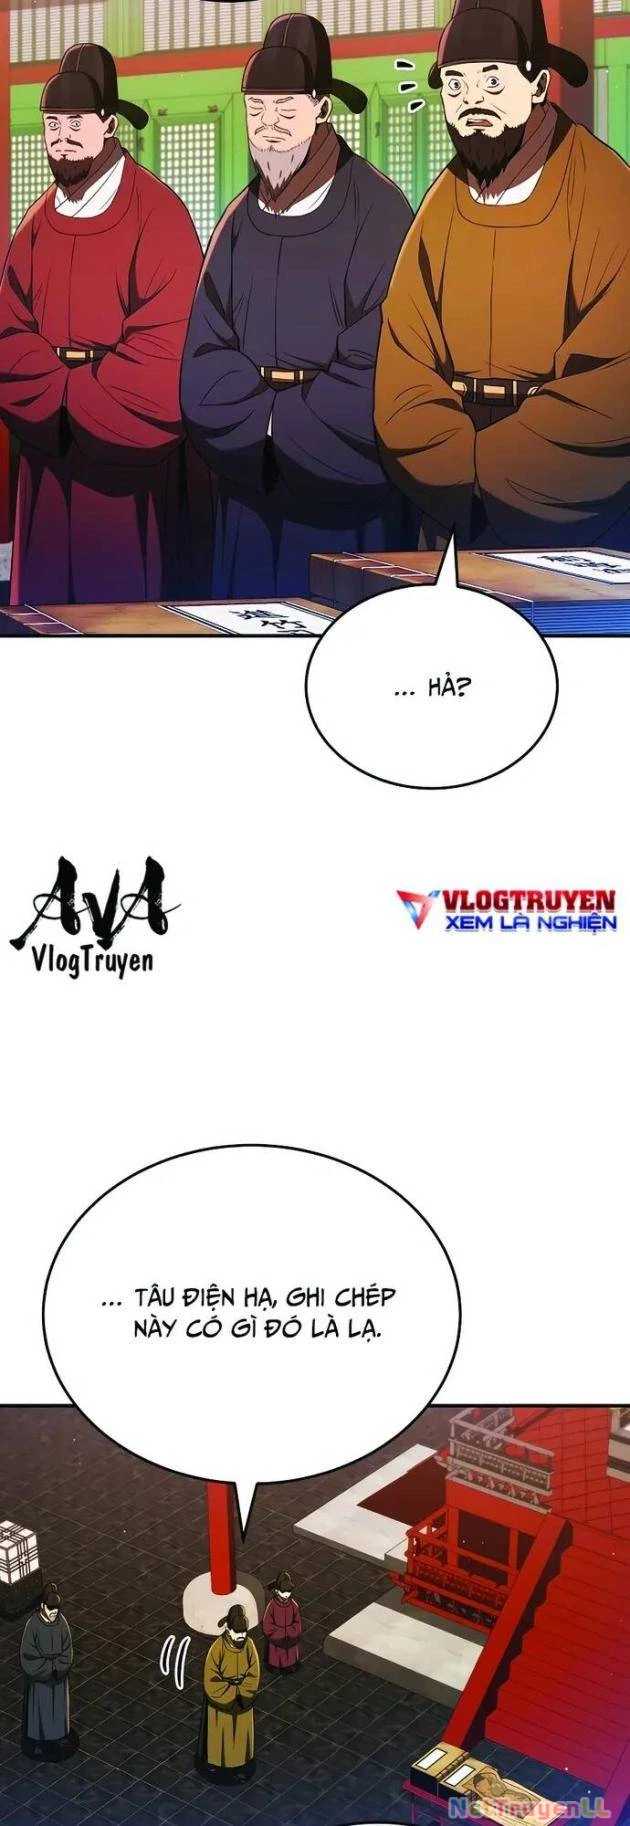 ... HẢ?
AVA
VlogTruyen
VLOGTRUYEN
XEM LÀ NGHIỆN
... TÂU ĐIỆN HẠ, GHI CHÉP
NÀY CÓ GÌ ĐÓ LÀ LẠ.
NetTruyenLL